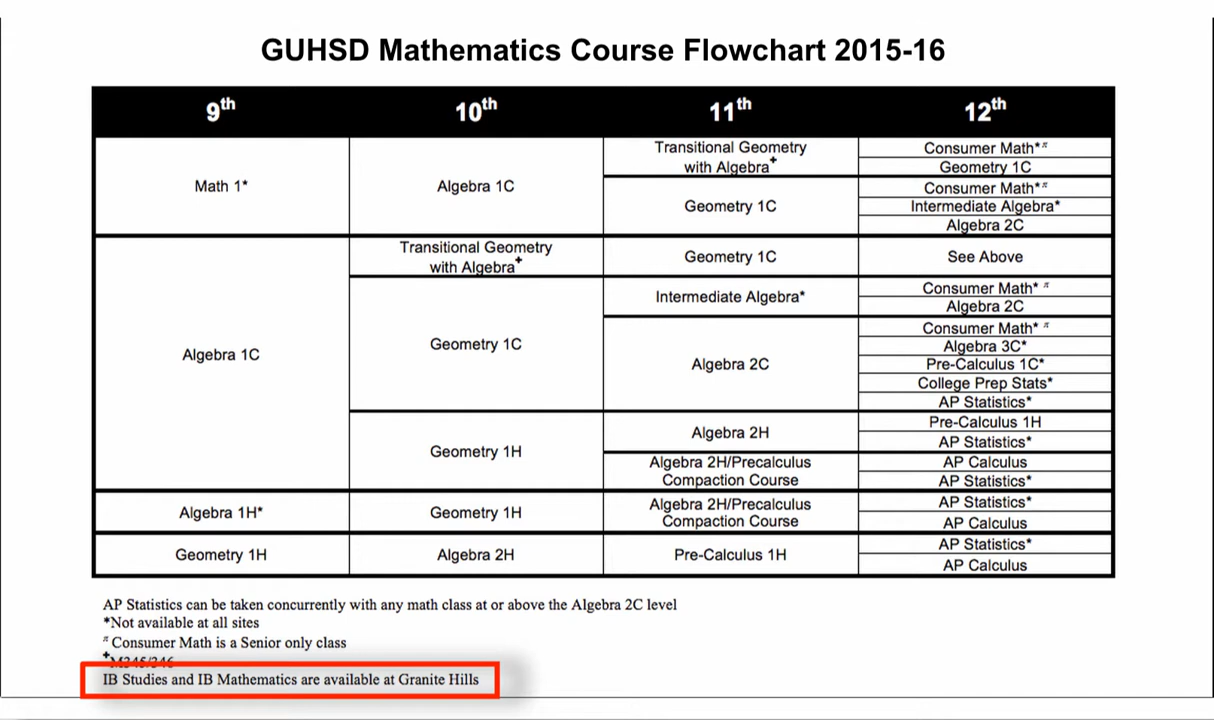 GUHSD Mathematics Course Flowchart 2015-16
9th 10th 11th 12th
Math 1*
Algebra 1C
Transitional Geometry
with Algebra+
Consumer Math*π
Geometry 1C
Geometry 1C
Consumer Math*π
Intermediate Algebra*
Algebra 2C
Algebra 1C
Transitional Geometry
with Algebra+
Geometry 1C
See Above
Geometry 1C
Intermediate Algebra*
Consumer Math* π
Algebra 2C
Algebra 2C
Consumer Math* π
Algebra 3C*
Pre-Calculus 1C*
College Prep Stats*
AP Statistics*
Geometry 1H
Algebra 2H
Pre-Calculus 1H
AP Statistics*
Algebra 2H/Precalculus
Compaction Course
AP Calculus
AP Statistics*
Algebra 1H*
Geometry 1H
Algebra 2H/Precalculus
Compaction Course
AP Statistics*
AP Calculus
Geometry 1H
Algebra 2H
Pre-Calculus 1H
AP Statistics*
AP Calculus
AP Statistics can be taken concurrently with any math class at or above the Algebra 2C level
*Not available at all sites
π Consumer Math is a Senior only class
+M345/346
IB Studies and IB Mathematics are available at Granite Hills